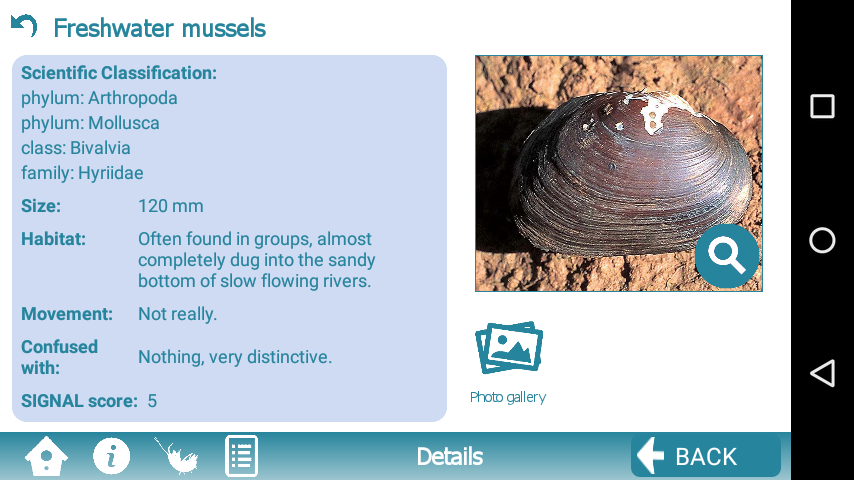 Freshwater mussels
Scientific Classification:
phylum: Arthropoda
phylum: Mollusca
class: Bivalvia
family: Hyriidae
Size: 120 mm
Habitat: Often found in groups, almost
completely dug into the sandy
bottom of slow flowing rivers.
Movement: Not really.
Confused
with: Nothing, very distinctive.
SIGNAL score: 5
Photo gallery
Details
BACK